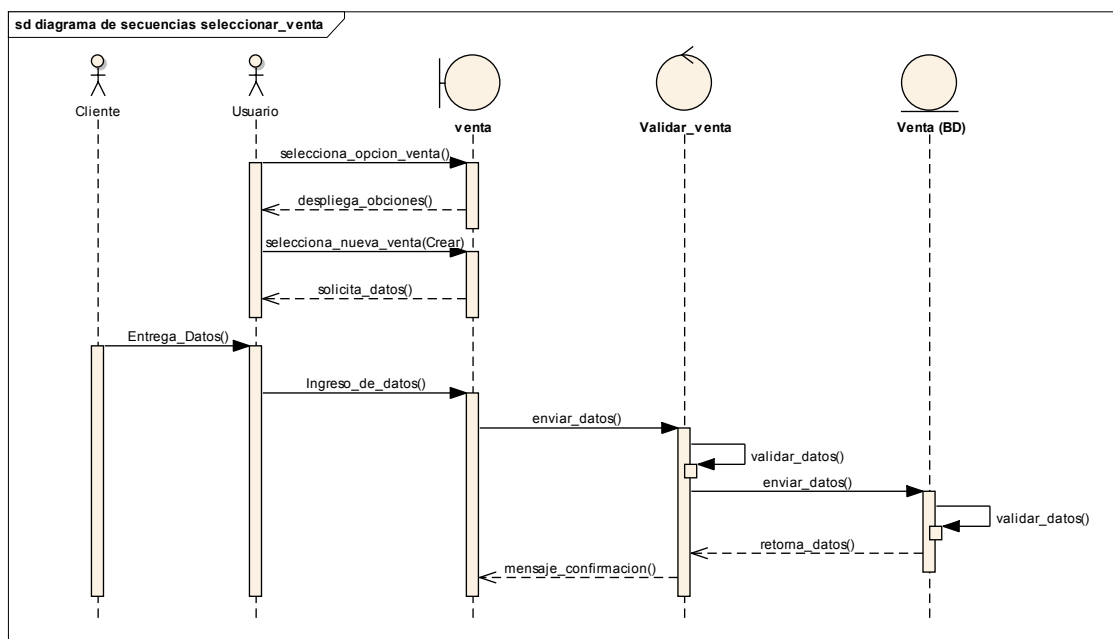 sd diagrama de secuencias seleccionar_venta
Cliente
Usuario
venta
Validar_venta
Venta (BD)
selecciona_opcion_venta()
despliega_obciones()
selecciona_nueva_venta(Crear)
solicita_datos()
Entrega_Datos()
Ingreso_de_datos()
enviar_datos()
validar_datos()
enviar_datos()
validar_datos()
retorna_datos()
mensaje_confirmacion()